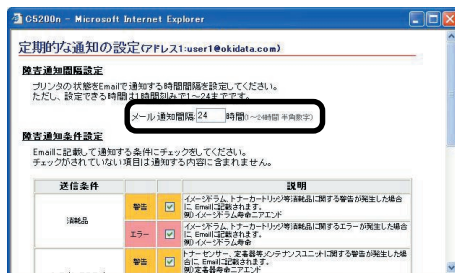 C5200n - Microsoft Internet Explorer
定期的な通知の設定(アドレス1:user1@okidata.com)
障害通知間隔設定
プリンタの状態をEmailで通知する時間間隔を設定してください。
ただし、設定できる時間は1時間刻みで1～24までです。
メール通知間隔 24 時間(1～24時間 半角数字)
障害通知条件設定
Emailに記載して通知する条件にチェックをしてください。
チェックがされていない項目は通知する内容に含まれません。
送信条件 説明
消耗品
警告 イメージドラム、トナーカートリッジ等消耗品に関する警告が発生した場合
に、Emailに記載されます。
例)イメージドラム寿命ニアエンド
エラー イメージドラム、トナーカートリッジ等消耗品に関するエラーが発生した場合
に、Emailに記載されます。
例)イメージドラム寿命
警告 トナーセンサー、定着器等メンテナンスユニットに関する警告が発生した場
合に、Emailに記載されます。
例)定着器寿命ニアエンド